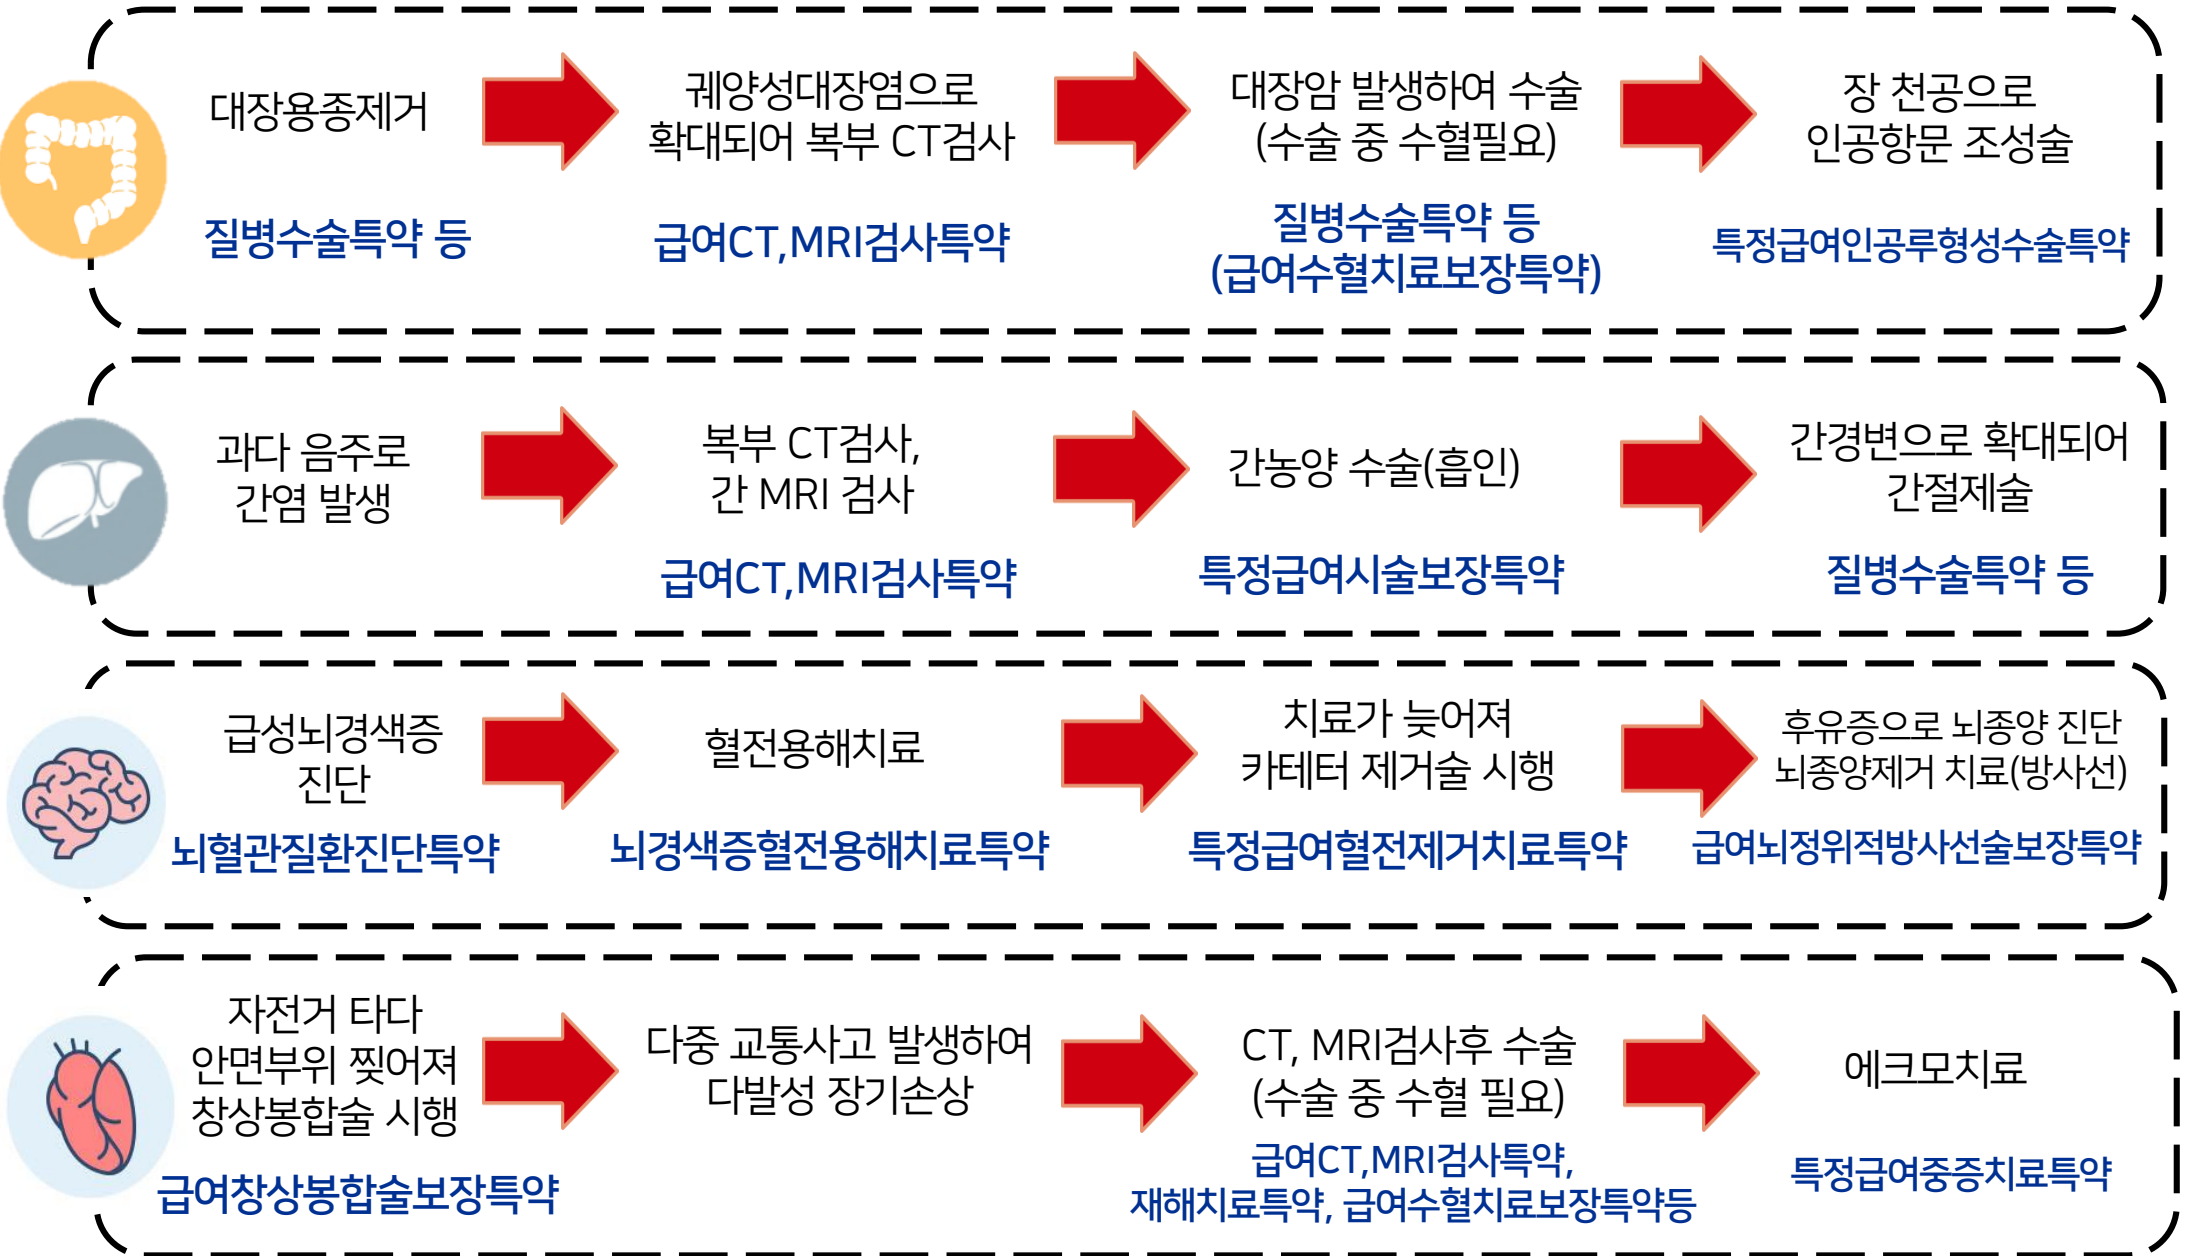 대장용종제거
질병수술특약 등
궤양성대장염으로
확대되어 복부 CT검사
급여CT,MRI검사특약
대장암 발생하여 수술
(수술 중 수혈필요)
질병수술특약 등
(급여수혈치료보장특약)
장 천공으로
인공항문 조성술
특정급여인공루형성수술특약
과다 음주로
간염 발생
복부 CT검사,
간 MRI 검사
급여CT,MRI검사특약
간농양 수술(흡인)
특정급여시술보장특약
간경변으로 확대되어
간절제술
질병수술특약 등
급성뇌경색증
진단
뇌혈관질환진단특약
혈전용해치료
뇌경색증혈전용해치료특약
치료가 늦어져
카테터 제거술 시행
특정급여혈전제거치료특약
후유증으로 뇌종양 진단
뇌종양제거 치료(방사선)
급여뇌정위적방사선술보장특약
자전거 타다
안면부위 찢어져
창상봉합술 시행
급여창상봉합술보장특약
다중 교통사고 발생하여
다발성 장기손상
CT, MRI검사후 수술
(수술 중 수혈 필요)
급여CT,MRI검사특약,
재해치료특약, 급여수혈치료보장특약등
에크모치료
특정급여중증치료특약